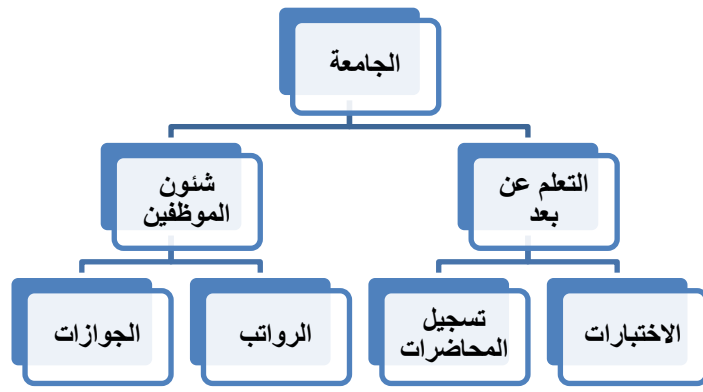 الجامعة
التعلم عن
بعد
شئون
الموظفين
الاختبارات
تسجيل
المحاضرات
الرواتب
الجوازات